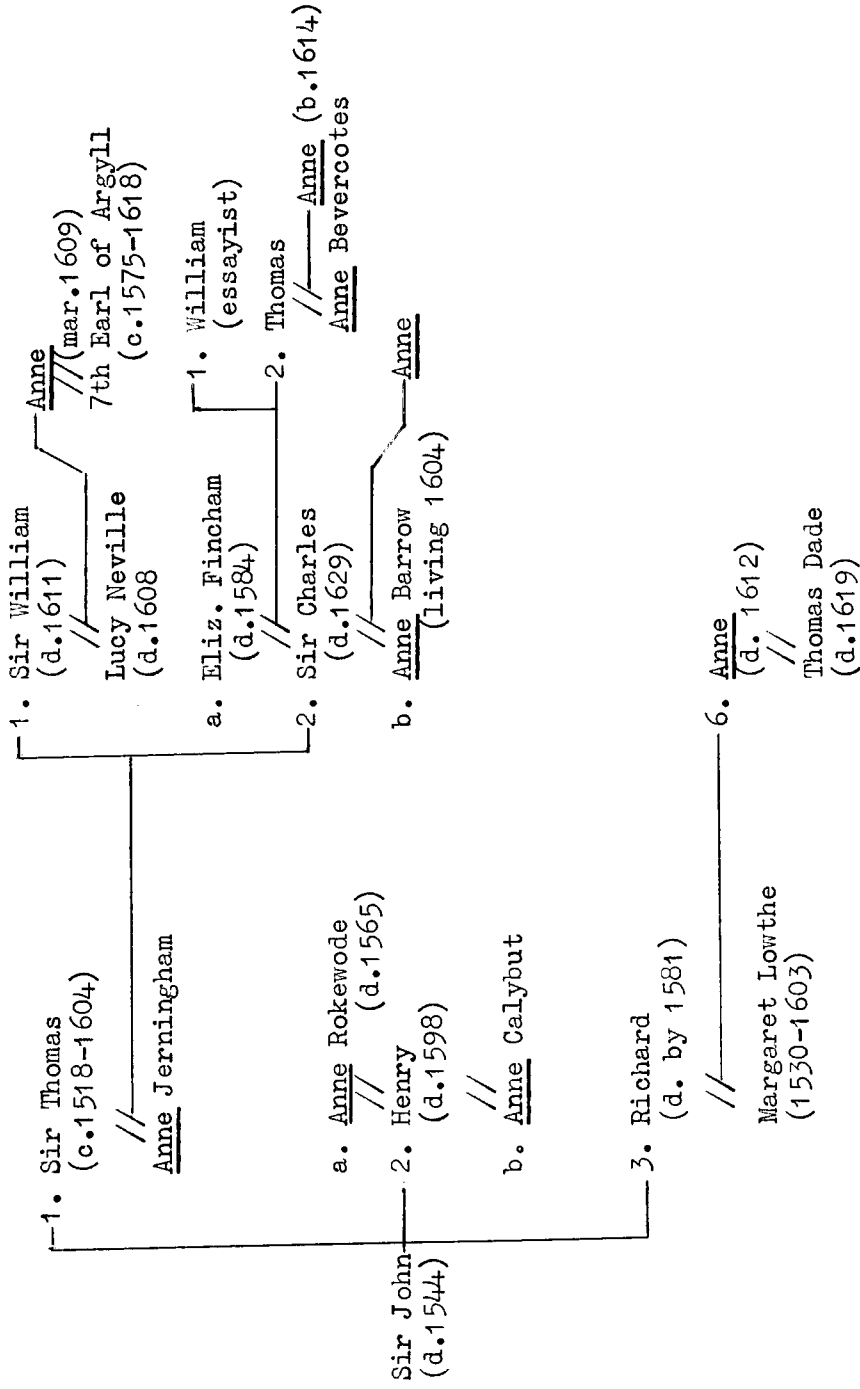 Sir John
(d.1544)
1. Sir Thomas
(c.1518-1604)
//
Anne Jerningham
a. Anne Rokewode
(d.1565)
//
2. Henry
(d.1598)
//
b. Anne Calybut
3. Richard
(d. by 1581)
//
Margaret Lowthe
(1530-1603)
1. Sir William
(d.1611)
//
Lucy Neville
(d.1608
a. Eliz. Fincham
(d.1584)
//
2. Sir Charles
(d.1629)
//
b. Anne Barrow
(living 1604)
6. Anne
(d. 1612)
//
Thomas Dade
(d.1619)
Anne
// (mar.1609)
7th Earl of Argyll
(c.1575-1618)
1. William
(essayist)
2. Thomas
// Anne (b.1614)
Anne Bevercotes
Anne